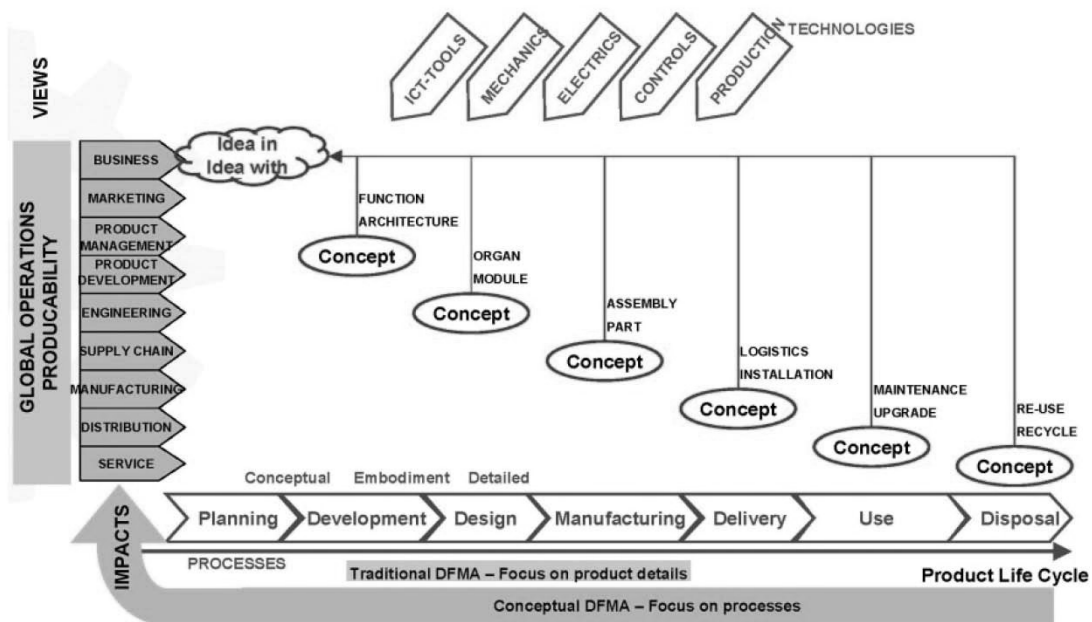 TECHNOLOGIES
ICT-TOOLS
MECHANICS
ELECTRICS
CONTROLS
PRODUCTION
VIEWS
GLOBAL OPERATIONS
PRODUCABILITY
BUSINESS
MARKETING
PRODUCT
MANAGEMENT
PRODUCT
DEVELOPMENT
ENGINEERING
SUPPLY CHAIN
MANUFACTURING
DISTRIBUTION
SERVICE
Idea in
Idea with
FUNCTION
ARCHITECTURE
Concept
ORGAN
MODULE
Concept
ASSEMBLY
PART
Concept
LOGISTICS
INSTALLATION
Concept
MAINTENANCE
UPGRADE
Concept
RE-USE
RECYCLE
Concept
Conceptual Embodiment Detailed
Planning Development Design Manufacturing Delivery Use Disposal
IMPACTS
PROCESSES
Traditional DFMA – Focus on product details
Product Life Cycle
Conceptual DFMA – Focus on processes